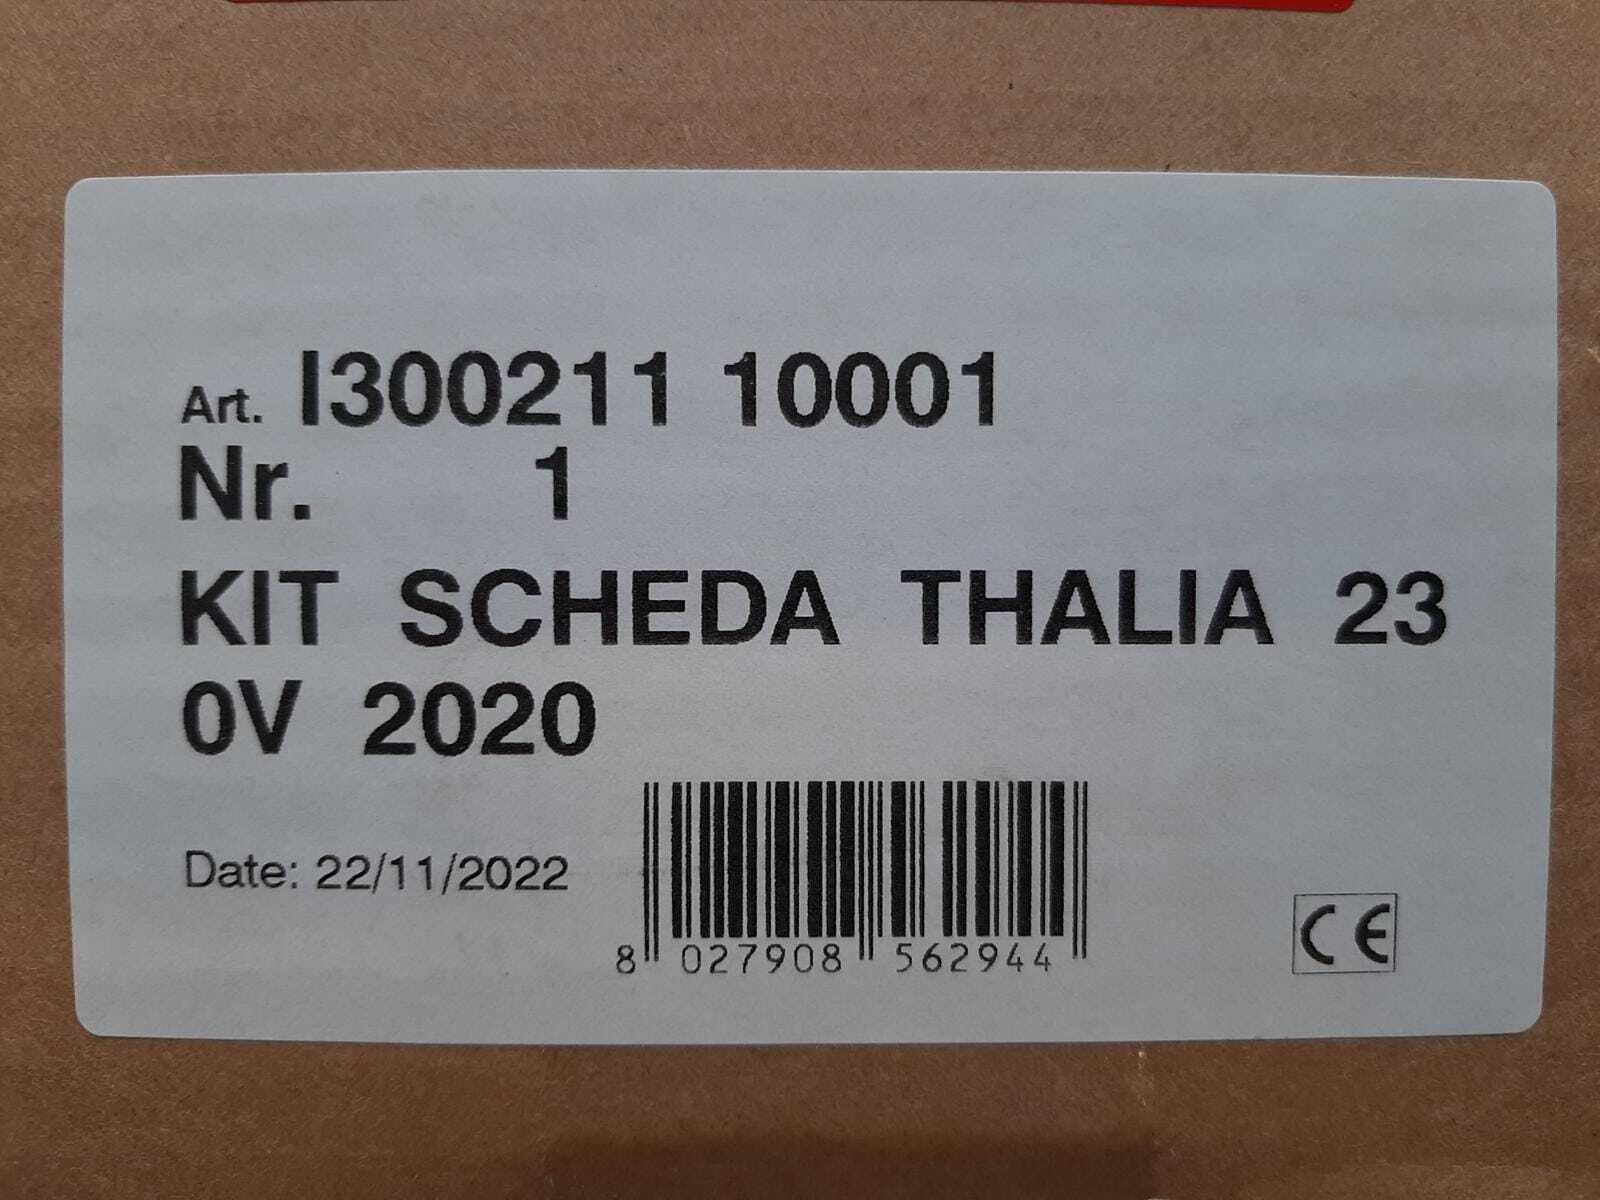 Art. I300211 10001
Nr. 1
KIT SCHEDA THALIA 23
0V 2020
Date: 22/11/2022
8 027908 562944
CE